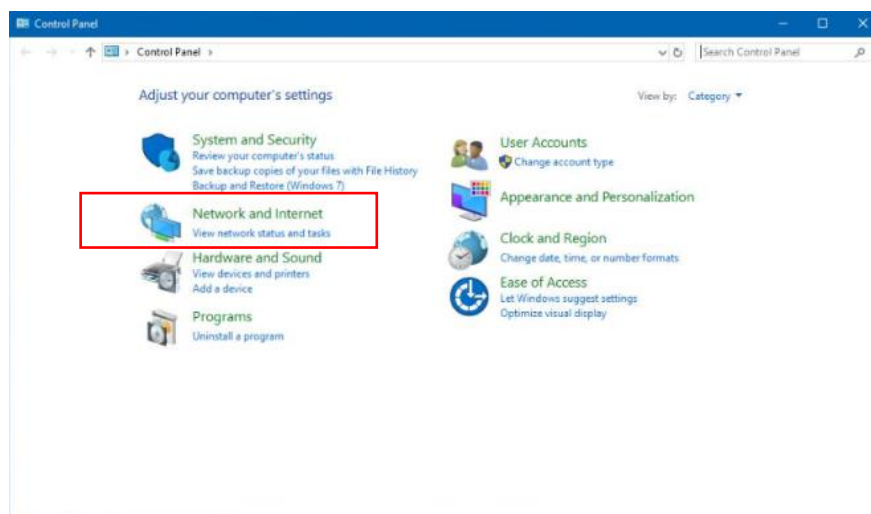 Control Panel
Control Panel
Search Control Panel
Adjust your computer's settings
View by: Category
System and Security
Review your computer's status
Save backup copies of your files with File History
Backup and Restore (Windows 7)
Network and Internet
View network status and tasks
Hardware and Sound
View devices and printers
Add a device
Programs
Uninstall a program
User Accounts
Change account type
Appearance and Personalization
Clock and Region
Change date, time, or number formats
Ease of Access
Let Windows suggest settings
Optimize visual display